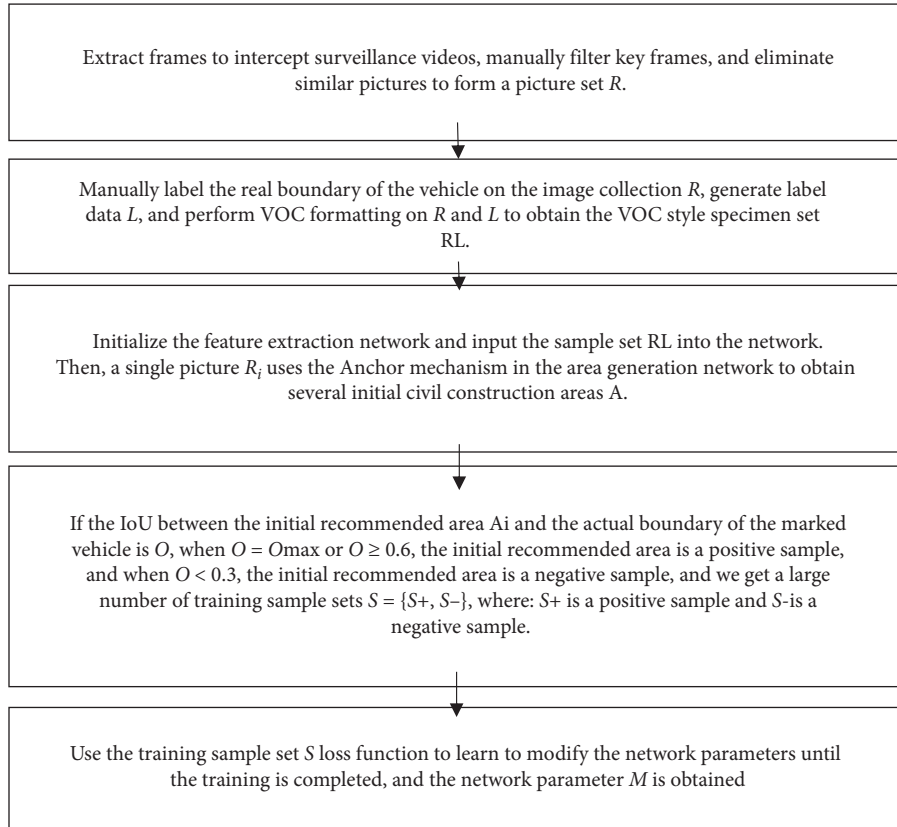 Extract frames to intercept surveillance videos, manually filter key frames, and eliminate
similar pictures to form a picture set R.
Manually label the real boundary of the vehicle on the image collection R, generate label
data L, and perform VOC formatting on R and L to obtain the VOC style specimen set
RL.
Initialize the feature extraction network and input the sample set RL into the network.
Then, a single picture Ri uses the Anchor mechanism in the area generation network to obtain
several initial civil construction areas A.
If the IoU between the initial recommended area Ai and the actual boundary of the marked
vehicle is O, when O = Omax or O ≥ 0.6, the initial recommended area is a positive sample,
and when O < 0.3, the initial recommended area is a negative sample, and we get a large
number of training sample sets S = {S+, S–}, where: S+ is a positive sample and S-is a
negative sample.
Use the training sample set S loss function to learn to modify the network parameters until
the training is completed, and the network parameter M is obtained